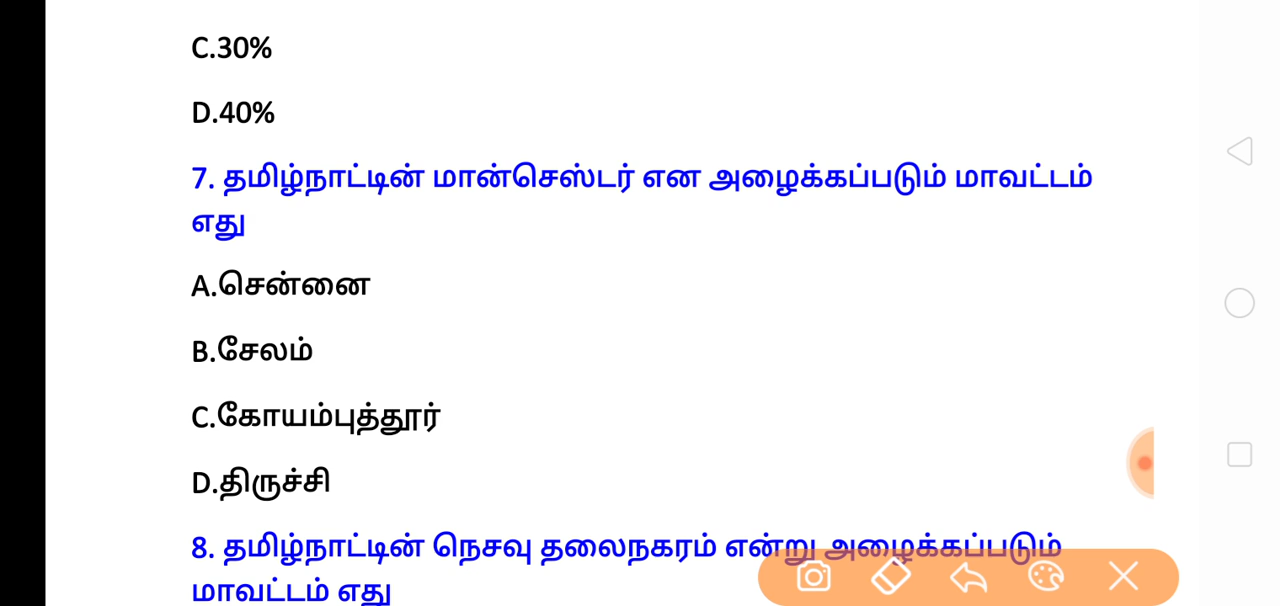 C.30%
D.40%
7. தமிழ்நாட்டின் மான்செஸ்டர் என அழைக்கப்படும் மாவட்டம்
எது
A.சென்னை
B.சேலம்
C.கோயம்புத்தூர்
D.திருச்சி
8. தமிழ்நாட்டின் நெசவு தலைநகரம் என்று அழைக்கப்படும்
மாவட்டம் எது